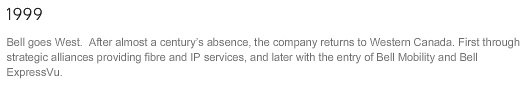 1999
Bell goes West.  After almost a century's absence, the company returns to Western Canada. First through
strategic alliances providing fibre and IP services, and later with the entry of Bell Mobility and Bell
ExpressVu.